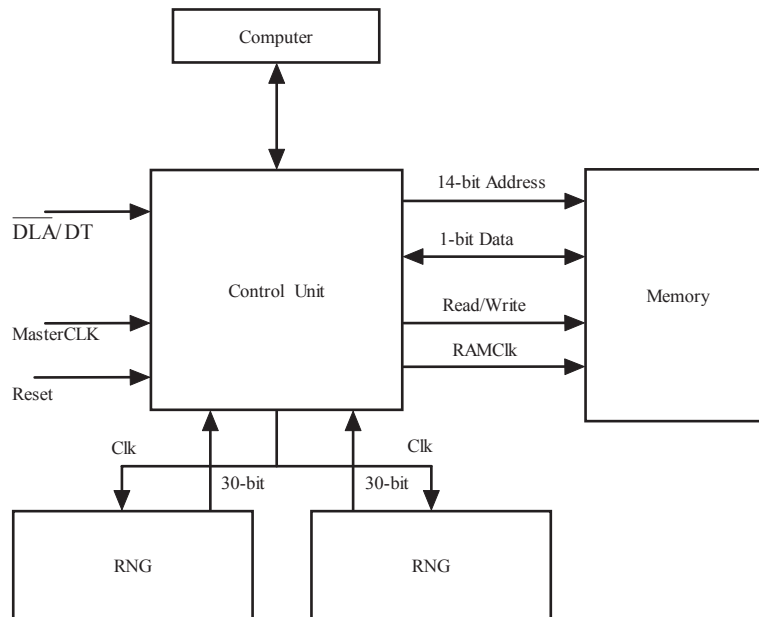 Computer
14-bit Address
D̅L̅A̅/DT
1-bit Data
Control Unit
Memory
Read/Write
MasterCLK
RAMClk
Reset
Clk
Clk
30-bit
30-bit
RNG
RNG